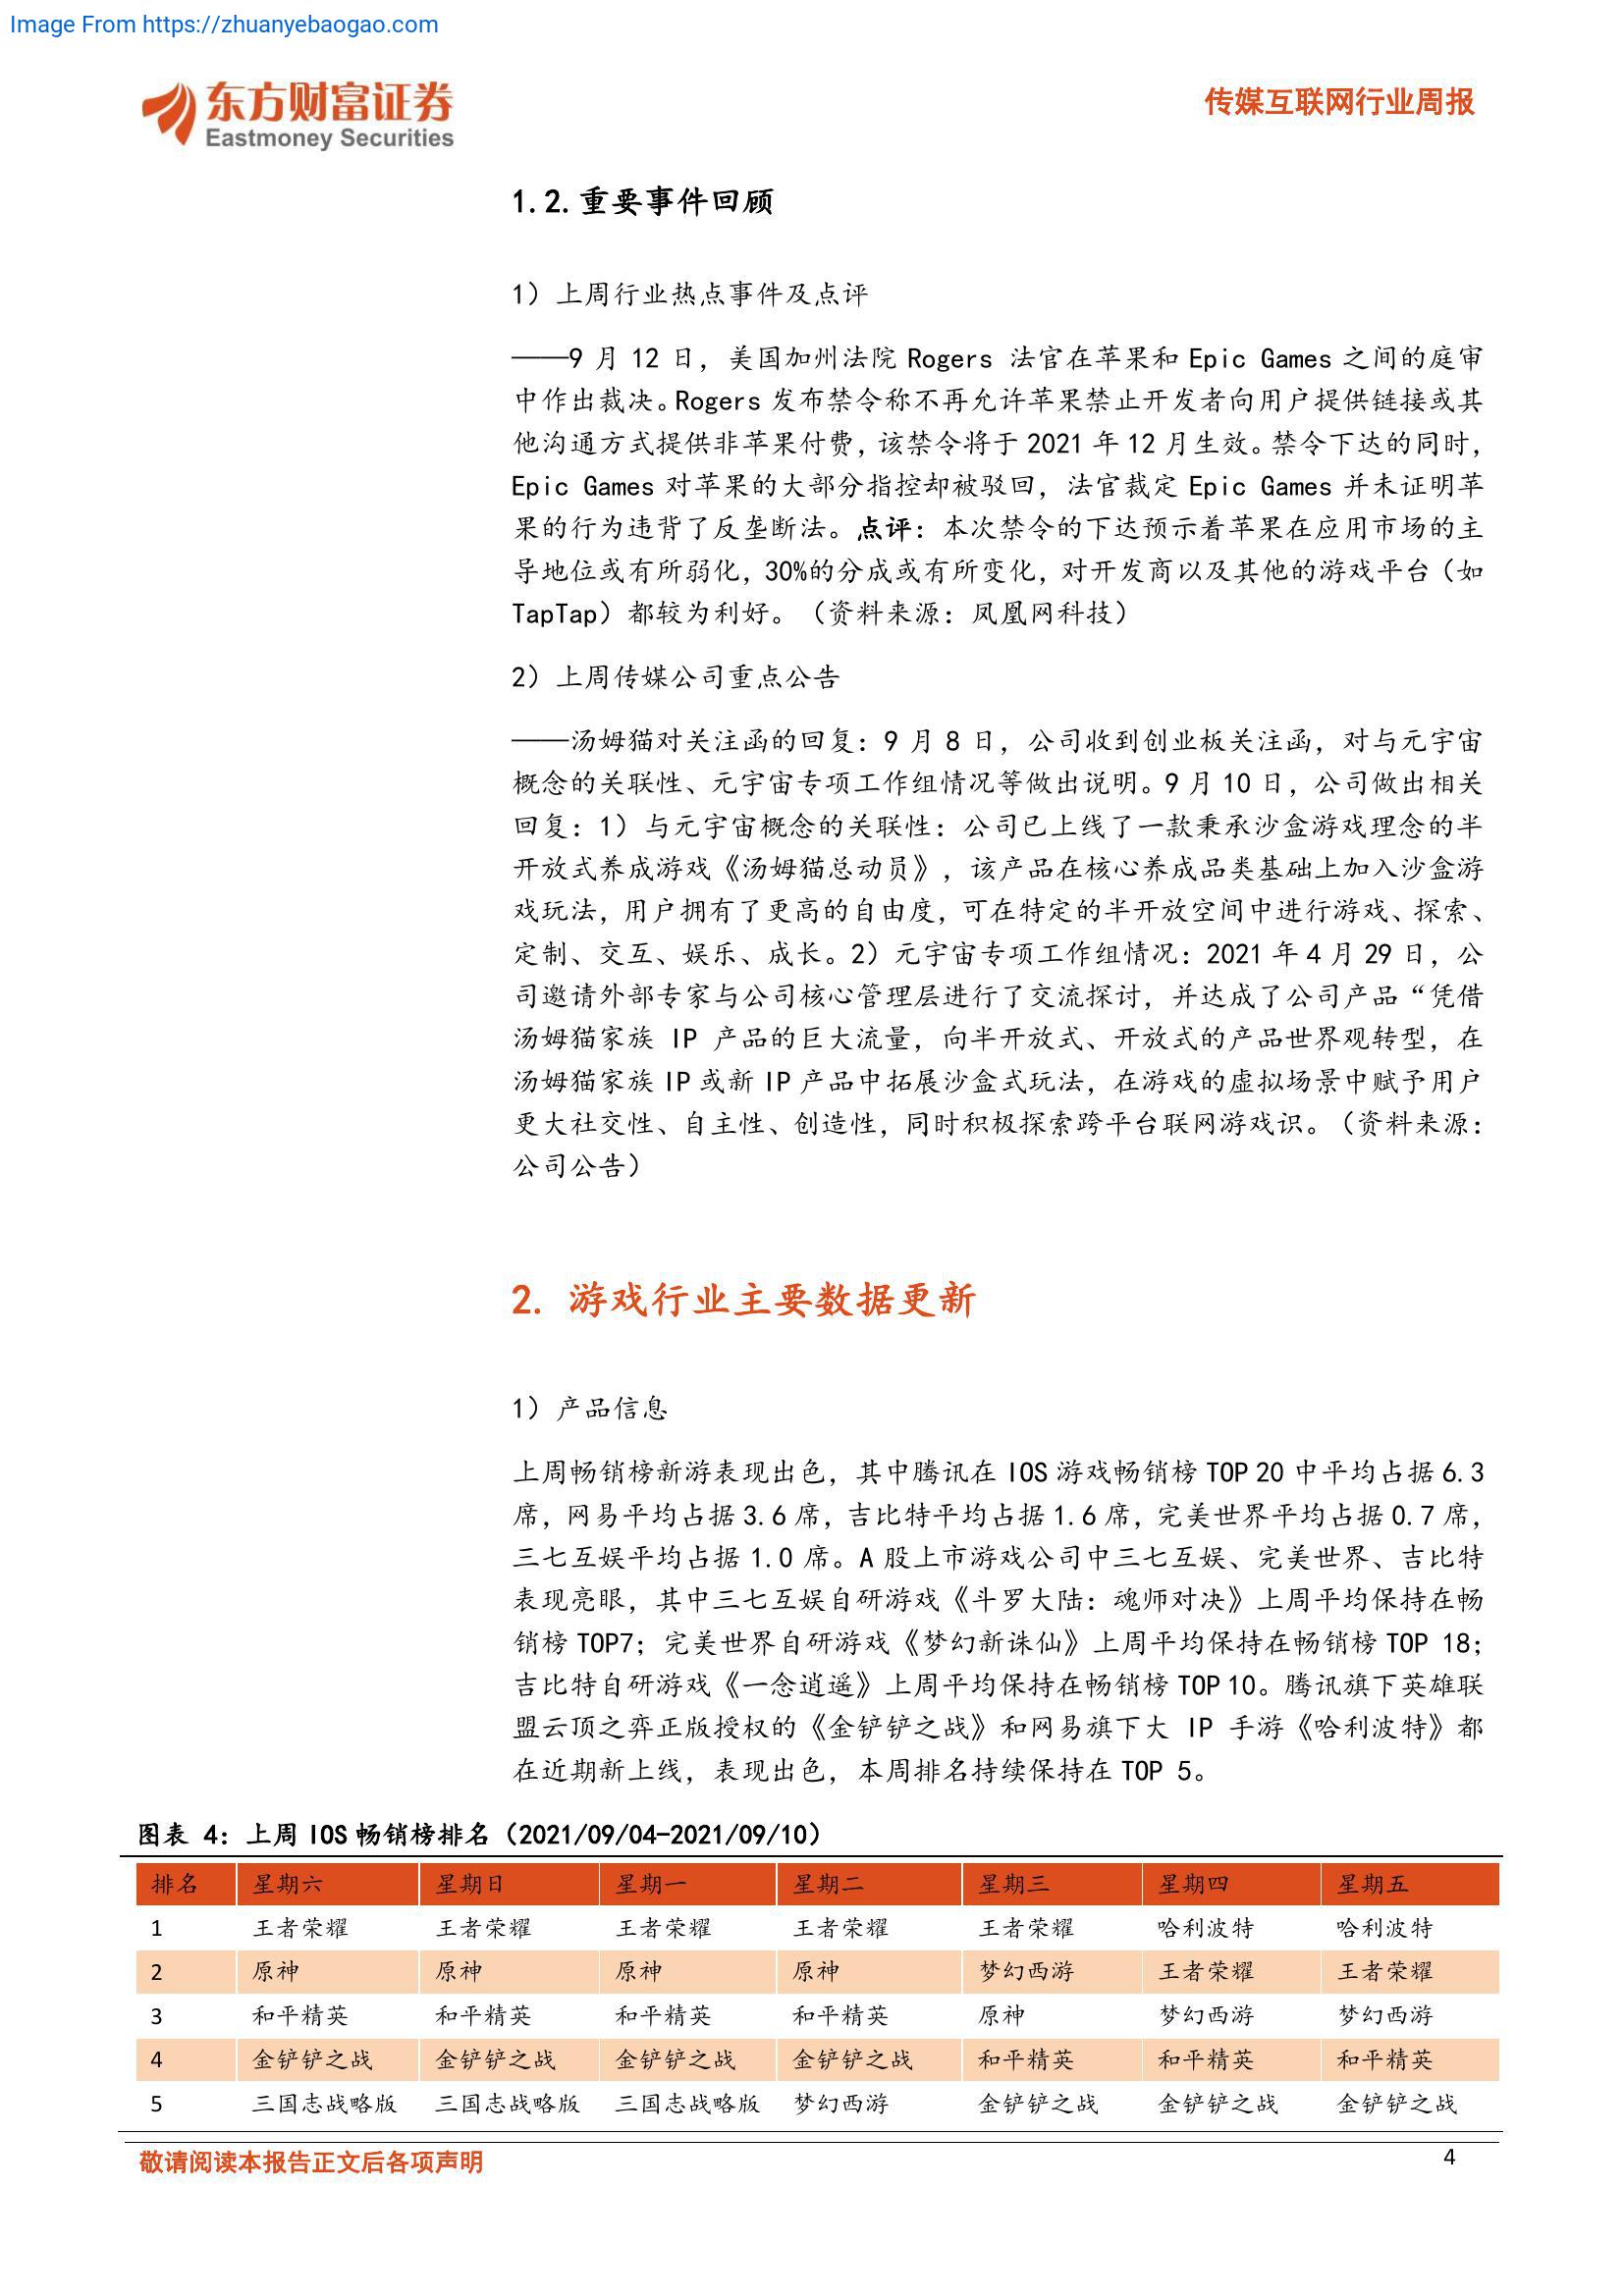 Image From https://zhuanyebaogao.com
东方财富证券
Eastmoney Securities
传媒互联网行业周报
1.2.重要事件回顾
1）上周行业热点事件及点评
——9 月 12 日，美国加州法院 Rogers 法官在苹果和 Epic Games 之间的庭审
中作出裁决。Rogers 发布禁令称不再允许苹果禁止开发者向用户提供链接或其
他沟通方式提供非苹果付费，该禁令将于 2021 年 12 月生效。禁令下达的同时，
Epic Games 对苹果的大部分指控却被驳回，法官裁定 Epic Games 并未证明苹
果的行为违背了反垄断法。点评：本次禁令的下达预示着苹果在应用市场的主
导地位或有所弱化，30%的分成或有所变化，对开发商以及其他的游戏平台（如
TapTap）都较为利好。（资料来源：凤凰网科技）
2）上周传媒公司重点公告
——汤姆猫对关注函的回复：9 月 8 日，公司收到创业板关注函，对与元宇宙
概念的关联性、元宇宙专项工作组情况等做出说明。9 月 10 日，公司做出相关
回复：1）与元宇宙概念的关联性：公司已上线了一款秉承沙盒游戏理念的半
开放式养成游戏《汤姆猫总动员》，该产品在核心养成品类基础上加入沙盒游
戏玩法，用户拥有了更高的自由度，可在特定的半开放空间中进行游戏、探索、
定制、交互、娱乐、成长。2）元宇宙专项工作组情况：2021 年 4 月 29 日，公
司邀请外部专家与公司核心管理层进行了交流探讨，并达成了公司产品“凭借
汤姆猫家族 IP 产品的巨大流量，向半开放式、开放式的产品世界观转型，在
汤姆猫家族 IP 或新 IP 产品中拓展沙盒式玩法，在游戏的虚拟场景中赋予用户
更大社交性、自主性、创造性，同时积极探索跨平台联网游戏识。（资料来源：
公司公告）
2. 游戏行业主要数据更新
1）产品信息
上周畅销榜新游表现出色，其中腾讯在 IOS 游戏畅销榜 TOP 20 中平均占据 6.3
席，网易平均占据 3.6 席，吉比特平均占据 1.6 席，完美世界平均占据 0.7 席，
三七互娱平均占据 1.0 席。A 股上市游戏公司中三七互娱、完美世界、吉比特
表现亮眼，其中三七互娱自研游戏《斗罗大陆：魂师对决》上周平均保持在畅
销榜 TOP7；完美世界自研游戏《梦幻新诛仙》上周平均保持在畅销榜 TOP 18；
吉比特自研游戏《一念逍遥》上周平均保持在畅销榜 TOP 10。腾讯旗下英雄联
盟云顶之弈正版授权的《金铲铲之战》和网易旗下大 IP 手游《哈利波特》都
在近期新上线，表现出色，本周排名持续保持在 TOP 5。
图表 4：上周 IOS 畅销榜排名（2021/09/04-2021/09/10）
排名 星期六 星期日 星期一 星期二 星期三 星期四 星期五
1 王者荣耀 王者荣耀 王者荣耀 王者荣耀 王者荣耀 哈利波特 哈利波特
2 原神 原神 原神 原神 梦幻西游 王者荣耀 王者荣耀
3 和平精英 和平精英 和平精英 和平精英 原神 梦幻西游 梦幻西游
4 金铲铲之战 金铲铲之战 金铲铲之战 金铲铲之战 和平精英 和平精英 和平精英
5 三国志战略版 三国志战略版 三国志战略版 梦幻西游 金铲铲之战 金铲铲之战 金铲铲之战
敬请阅读本报告正文后各项声明
4